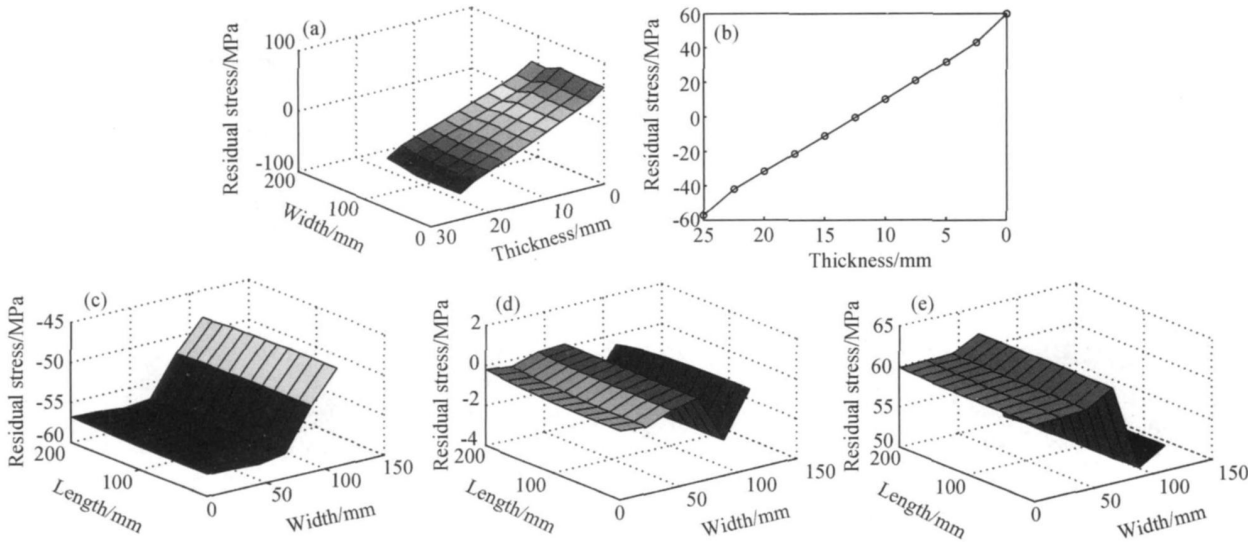 (a)
Residual stress/MPa
100
0
-100
200
100
0
Width/mm
30
20
10
0
Thickness/mm
(b)
Residual stress/MPa
60
40
20
0
-20
-40
-60
25
20
15
10
5
0
Thickness/mm
(c)
Residual stress/MPa
-45
-50
-55
-60
200
100
0
Length/mm
50
100
150
Width/mm
(d)
Residual stress/MPa
2
0
-2
-4
200
100
0
Length/mm
50
100
150
Width/mm
(e)
Residual stress/MPa
65
60
55
50
200
100
0
Length/mm
50
100
150
Width/mm